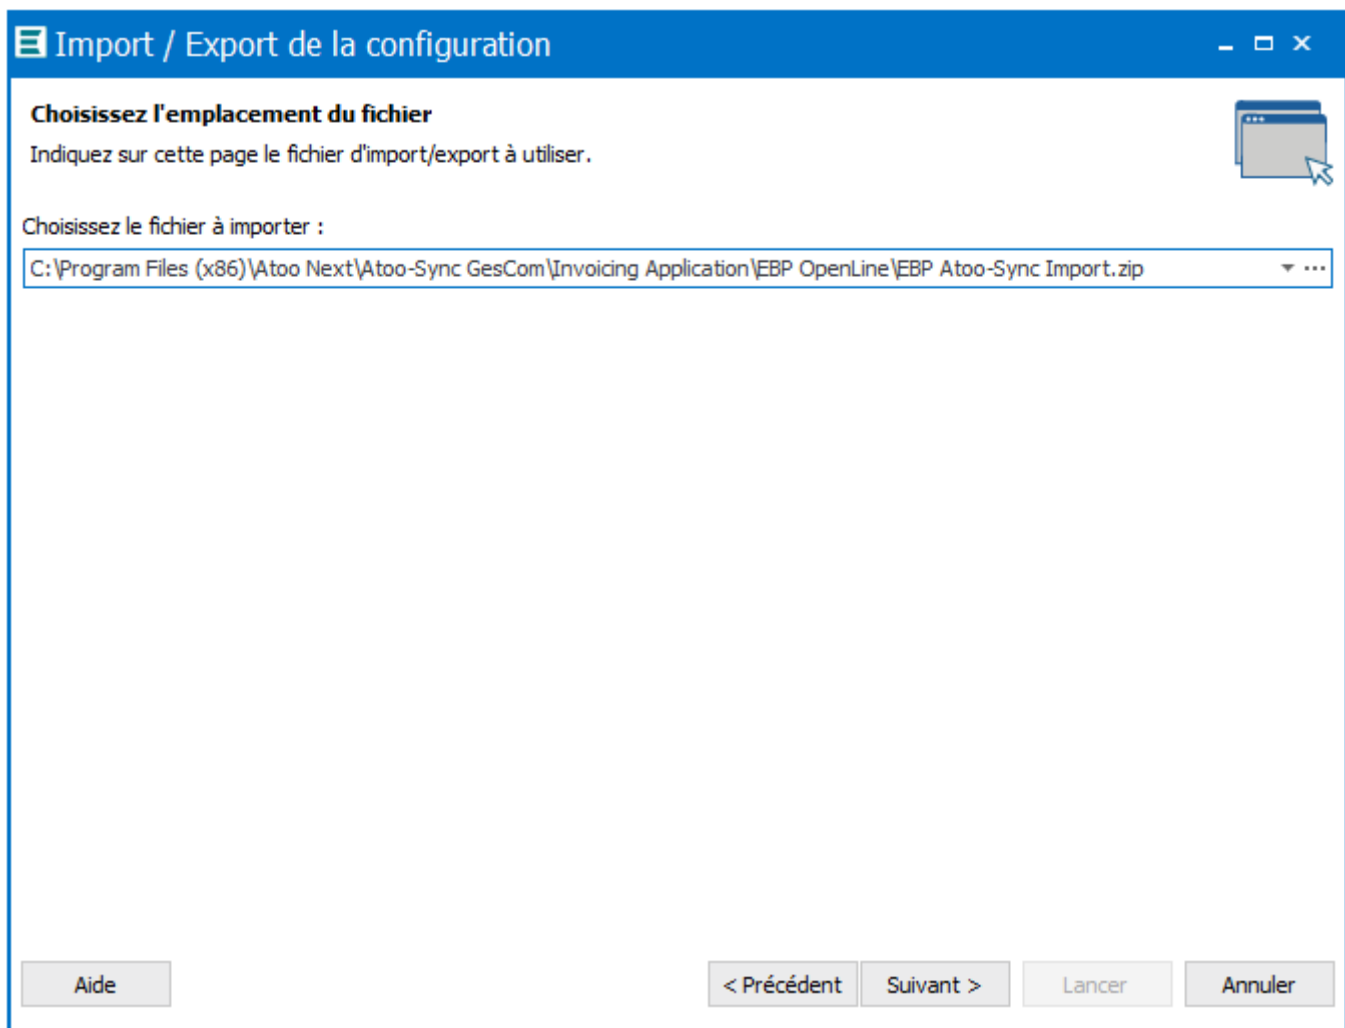 Import / Export de la configuration
Choisissez l'emplacement du fichier
Indiquez sur cette page le fichier d'import/export à utiliser.
Choisissez le fichier à importer :
C:\Program Files (x86)\Atoo Next\Atoo-Sync GesCom\Invoicing Application\EBP OpenLine\EBP Atoo-Sync Import.zip
Aide
< Précédent
Suivant >
Lancer
Annuler